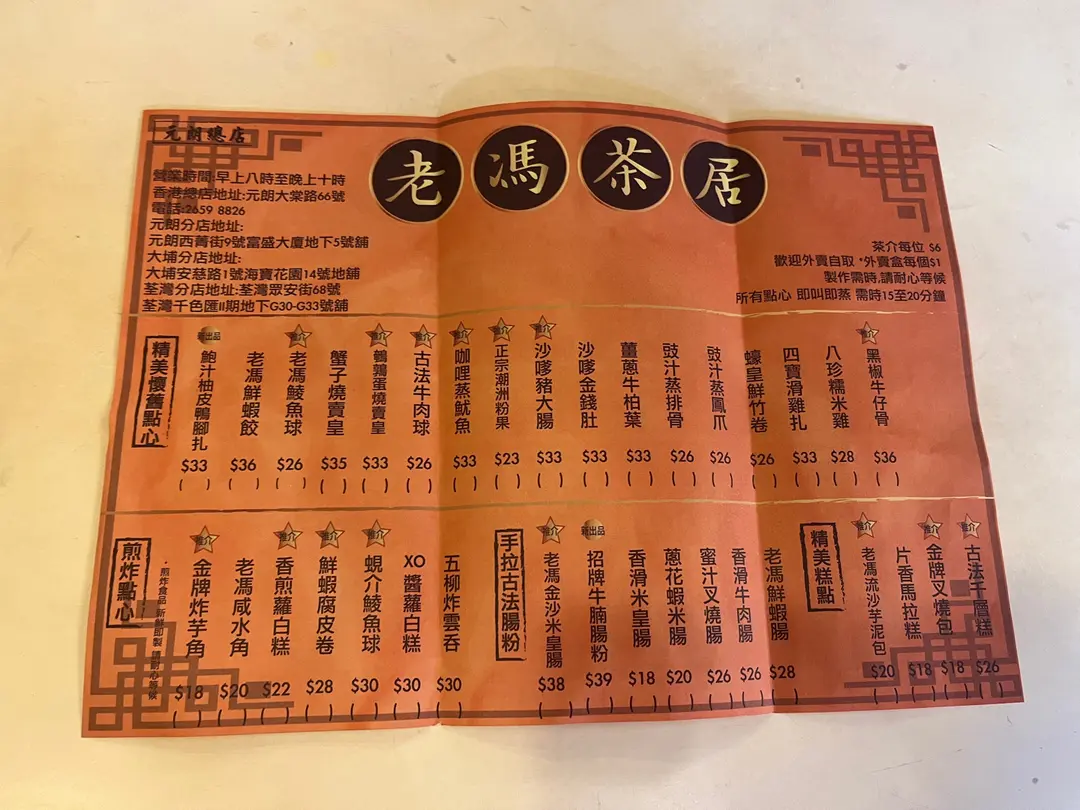 元朗總店
老馮茶居
營業時間:早上八時至晚上十時
香港總店地址:元朗大棠路66號
電話:2659 8826
元朗分店地址:
元朗西菁街9號富盛大廈地下5號舖
大埔分店地址:
大埔安慈路1號海寶花園14號地舖
荃灣分店地址:荃灣眾安街68號
荃灣千色匯II期地下G30-G33號舖
茶介每位 $6
歡迎外賣自取 *外賣盒每個$1
製作需時,請耐心等候
所有點心 即叫即蒸 需時15至20分鐘
精美懷舊點心
新出品 鮑汁柚皮鴨腳扎 $33 ( )
老馮鮮蝦餃 $36 ( )
推介 老馮鯪魚球 $26 ( )
蟹子燒賣皇 $35 ( )
推介 鵪鶉蛋燒賣皇 $33 ( )
推介 古法牛肉球 $26 ( )
推介 咖哩蒸魷魚 $33 ( )
推介 正宗潮洲粉果 $23 ( )
推介 沙嗲豬大腸 $33 ( )
沙嗲金錢肚 $33 ( )
薑蔥牛柏葉 $33 ( )
豉汁蒸排骨 $26 ( )
豉汁蒸鳳爪 $26 ( )
蠔皇鮮竹卷 $26 ( )
四寶滑雞扎 $33 ( )
八珍糯米雞 $28 ( )
推介 黑椒牛仔骨 $36 ( )
煎炸點心
·煎炸食品 新鮮即製 請耐心等候
推介 金牌炸芋角 $18 ( )
老馮咸水角 $20 ( )
推介 香煎蘿白糕 $22 ( )
推介 鮮蝦腐皮卷 $28 ( )
推介 蜆介鯪魚球 $30 ( )
XO醬蘿白糕 $30 ( )
五柳炸雲吞 $30 ( )
手拉古法腸粉
推介 老馮金沙米皇腸 $38 ( )
新出品 招牌牛腩腸粉 $39 ( )
香滑米皇腸 $18 ( )
蔥花蝦米腸 $20 ( )
蜜汁叉燒腸 $26 ( )
香滑牛肉腸 $26 ( )
老馮鮮蝦腸 $28 ( )
精美糕點
推介 老馮流沙芋泥包 $20 ( )
片香馬拉糕 $18 ( )
推介 金牌叉燒包 $18 ( )
推介 古法千層糕 $26 ( )